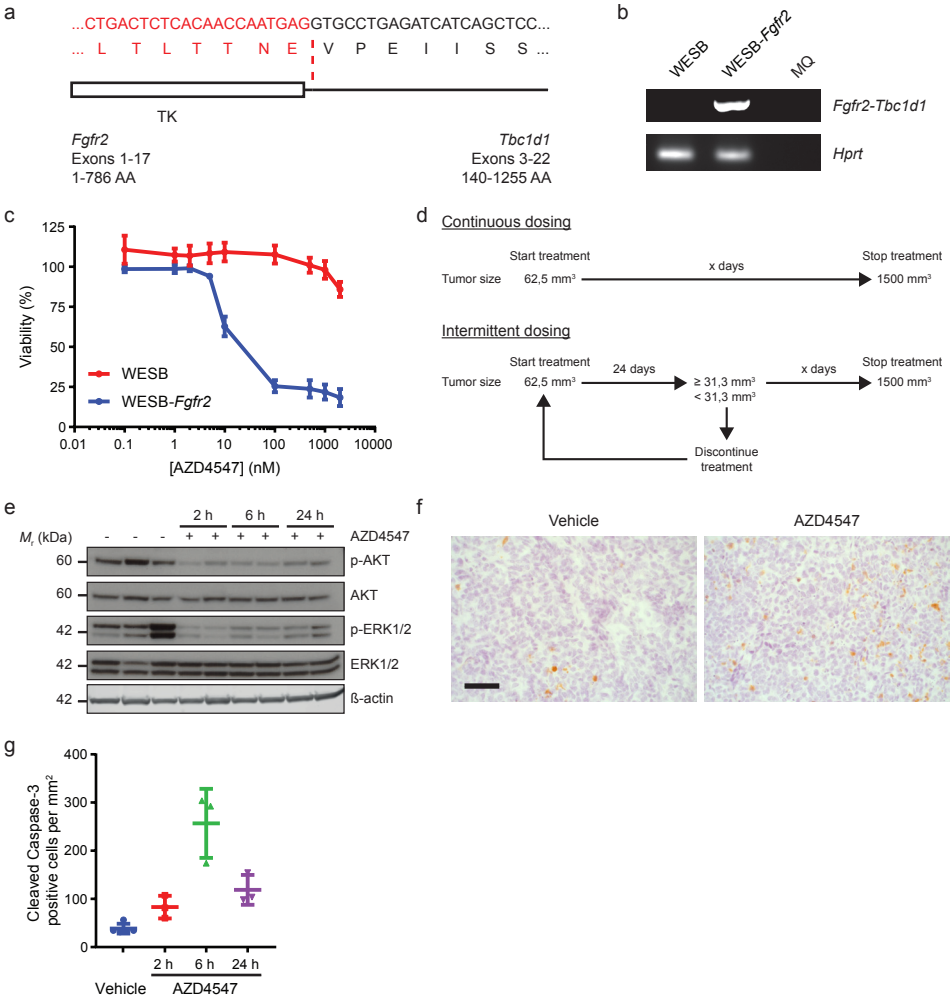 a
...CTGACTCTCACAACCAATGAGGTGCCTGAGATCATCAGCTCC...
... L T L T T N E V P E I I S S ...
TK
Fgfr2
Exons 1-17
1-786 AA
Tbc1d1
Exons 3-22
140-1255 AA
b
WESB
WESB-Fgfr2
MQ
Fgfr2-Tbc1d1
Hprt
c
125
100
75
50
25
0
Viability (%)
WESB
WESB-Fgfr2
0.01 0.1 1 10 100 1000 10000
[AZD4547] (nM)
d
Continuous dosing
Start treatment Stop treatment
Tumor size 62,5 mm³ x days 1500 mm³
Intermittent dosing
Start treatment Stop treatment
Tumor size 62,5 mm³ 24 days ≥ 31,3 mm³ x days 1500 mm³
< 31,3 mm³
Discontinue
treatment
e
2 h 6 h 24 h
Mr (kDa) - - - + + + + + + AZD4547
60 p-AKT
60 AKT
42 p-ERK1/2
42 ERK1/2
42 ß-actin
f
Vehicle
AZD4547
g
400
300
200
100
0
Cleaved Caspase-3
positive cells per mm²
2 h 6 h 24 h
Vehicle AZD4547